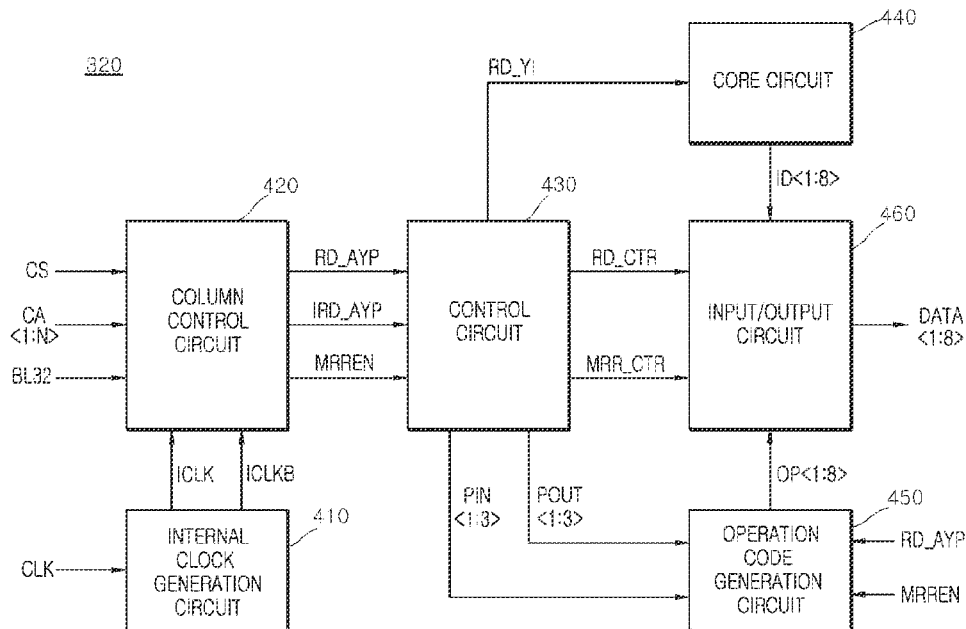 320
440
CORE CIRCUIT
RD_YI
ID<1:8>
420
430
460
CS
CA
<1:N>
BL32
COLUMN
CONTROL
CIRCUIT
RD_AYP
IRD_AYP
MRREN
CONTROL
CIRCUIT
RD_CTR
MRR_CTR
INPUT/OUTPUT
CIRCUIT
DATA
<1:8>
ICLK
ICLKB
410
PIN
<1:3>
POUT
<1:3>
OP<1:8>
450
CLK
INTERNAL
CLOCK
GENERATION
CIRCUIT
OPERATION
CODE
GENERATION
CIRCUIT
RD_AYP
MRREN